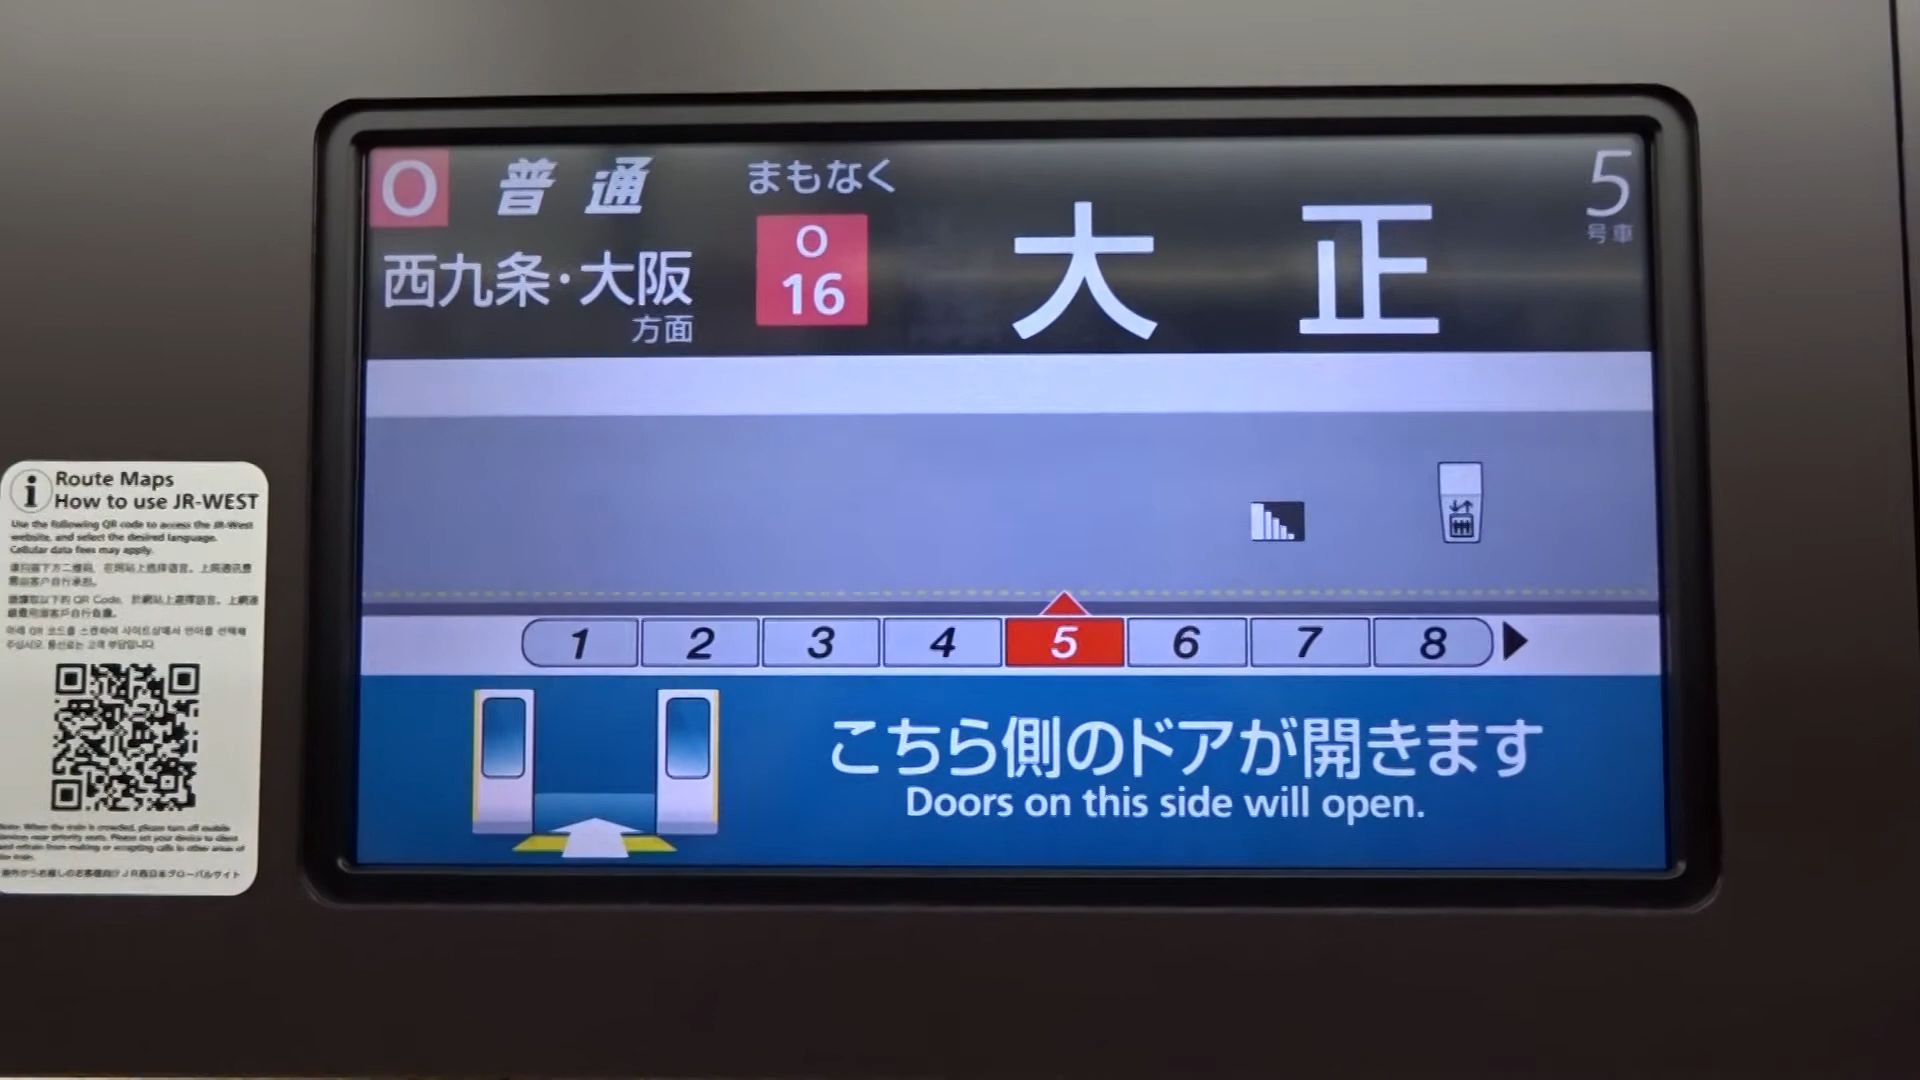 O 普通
西九条・大阪
方面
まもなく
O
16
大正
5
号車
1 2 3 4 5 6 7 8
こちら側のドアが開きます
Doors on this side will open.
i Route Maps
How to use JR-WEST
Use the following QR code to access the JR-West
website, and select the desired language.
Cellular data fees may apply.